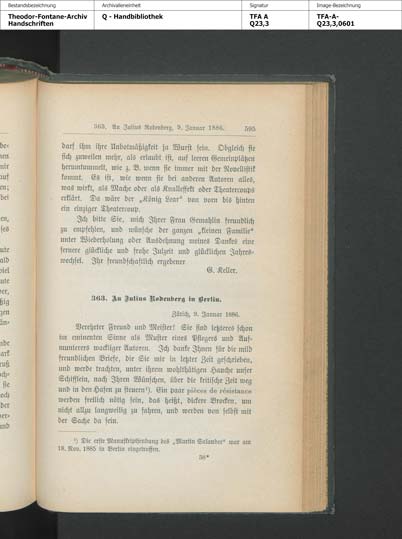 Bestandsbezeichnung
Archivalieneinheit
Signatur
Image-Bezeichnung
Theodor-Fontane-Archiv
Handschriften
Q - Handbibliothek
TFA A
Q23,3
TFA-A-
Q23,3,0601
363. An Julius Rodenberg, 9. Januar 1886. 595
darf ihm ihre Unbotmäßigkeit ja Wurst sein. Obgleich sie
sich zuweilen mehr, als erlaubt ist, auf leeren Gemeinplätzen
herumtummelt, wie z. B. wenn sie immer mit der Novellistik
kommt. Es ist, wie wenn sie bei anderen Autoren alles,
was wirkt, als Mache oder als Knalleffekt oder Theatercoups
erklärt. Da wäre der „König Lear“ von vorn bis hinten
ein einziger Theatercoup.
Ich bitte Sie, mich Ihrer Frau Gemahlin freundlich
zu empfehlen, und wünsche der ganzen „kleinen Familie“
unter Wiederholung oder Ausdehnung meines Dankes eine
fernere glückliche und frohe Julzeit und glücklichen Jahres-
wechsel. Ihr freundschaftlich ergebener
G. Keller.
363. An Julius Rodenberg in Berlin.
Zürich, 9. Januar 1886.
Verehrter Freund und Meister! Sie sind letzteres schon
im eminenten Sinne als Muster eines Pflegers und Auf-
munterers wackliger Autoren. Ich danke Ihnen für die mild
freundlichen Briefe, die Sie mir in letzter Zeit geschrieben,
und werde trachten, unter ihrem wohlthätigen Hauche unser
Schifflein, nach Ihren Wünschen, über die kritische Zeit weg
und in den Hafen zu steuern¹). Ein paar pièces de résistance
werden freilich nötig sein, das heißt, dickere Brocken, um
nicht allzu langweilig zu fahren, und werden von selbst mit
der Sache da sein.
¹) Die erste Manuskriptsendung des „Martin Salander“ war am
18. Nov. 1885 in Berlin eingetroffen.
38*